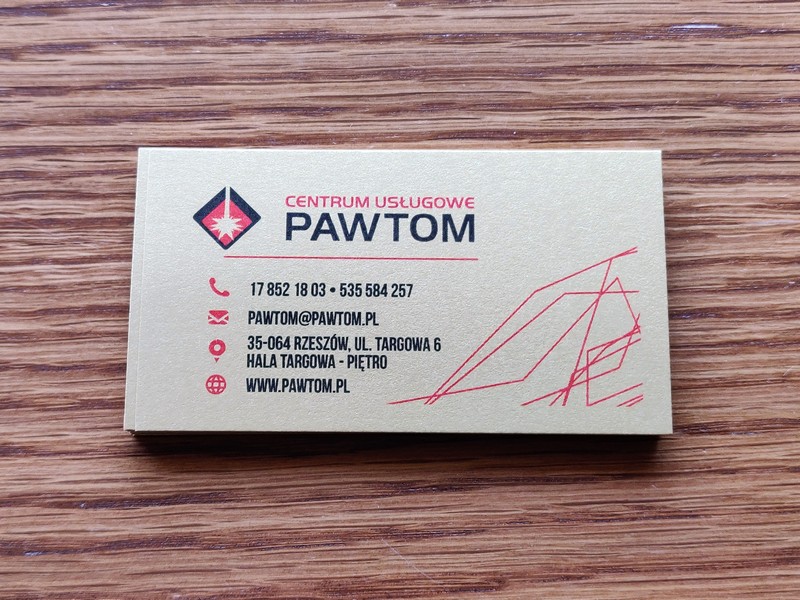 CENTRUM USŁUGOWE
PAWTOM
17 852 18 03 • 535 584 257
PAWTOM@PAWTOM.PL
35-064 RZESZÓW, UL. TARGOWA 6
HALA TARGOWA - PIĘTRO
WWW.PAWTOM.PL